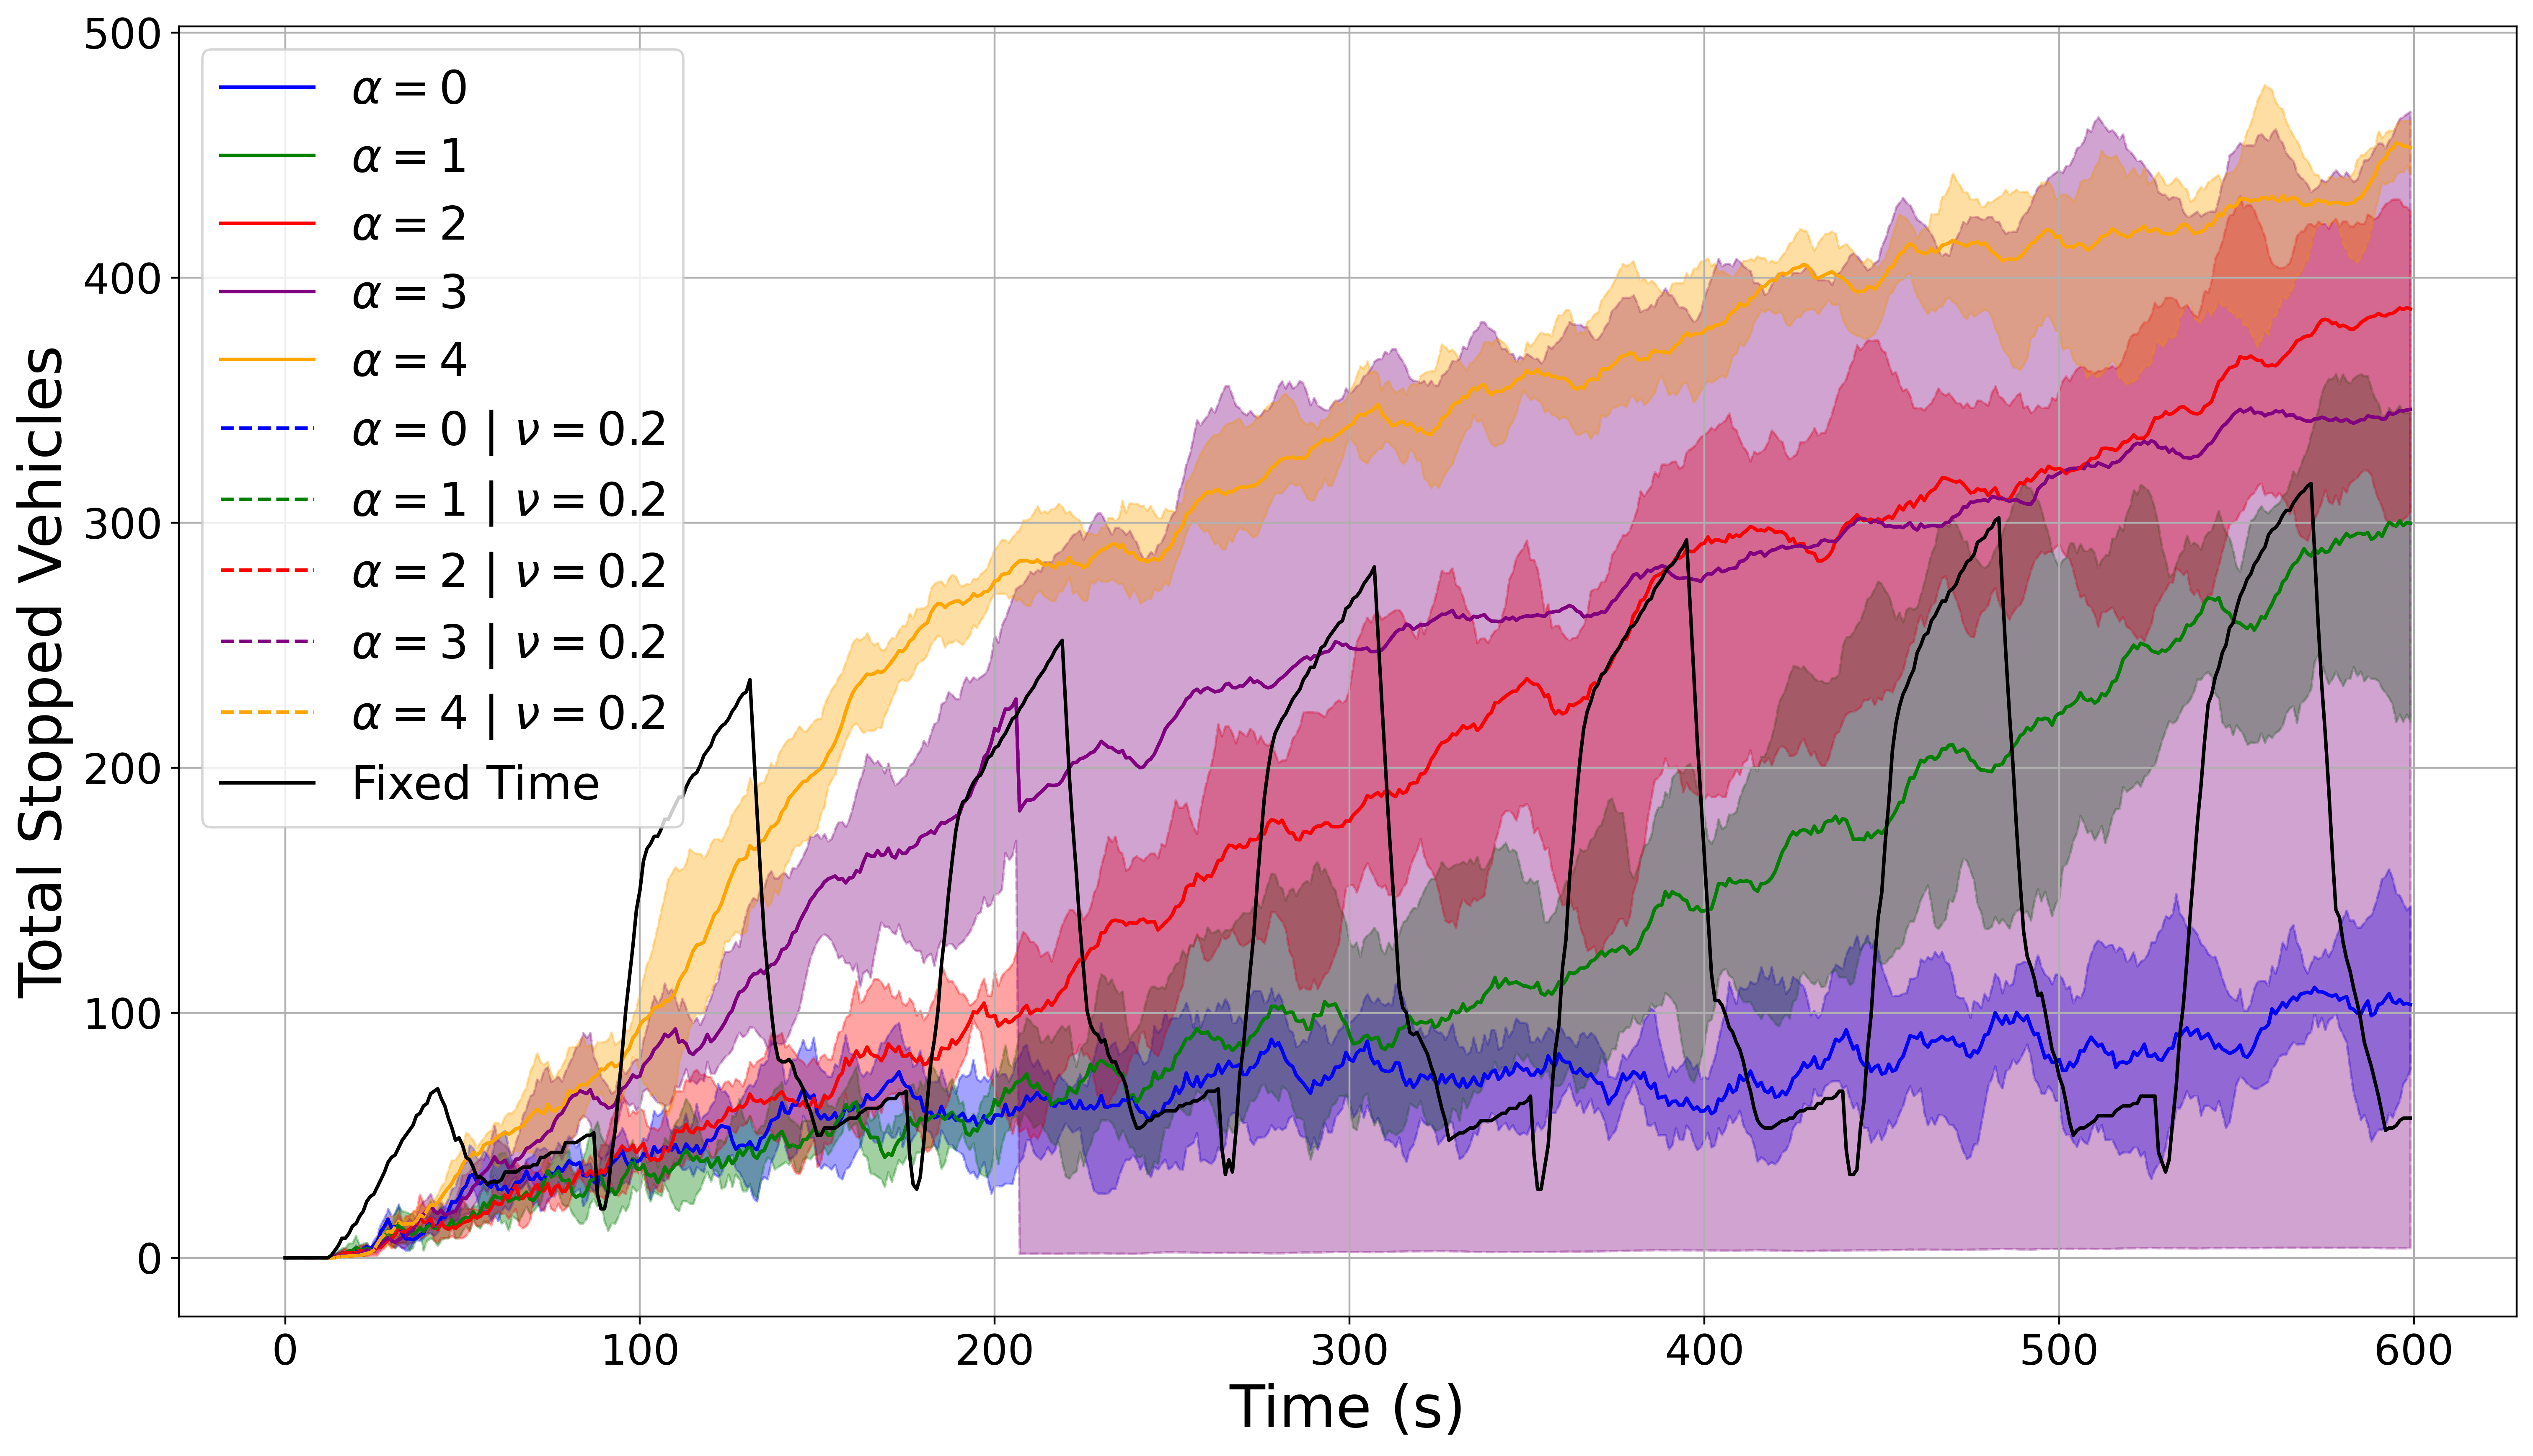 500
400
300
200
100
0
Total Stopped Vehicles
α = 0
α = 1
α = 2
α = 3
α = 4
α = 0 | ν = 0.2
α = 1 | ν = 0.2
α = 2 | ν = 0.2
α = 3 | ν = 0.2
α = 4 | ν = 0.2
Fixed Time
0 100 200 300 400 500 600
Time (s)